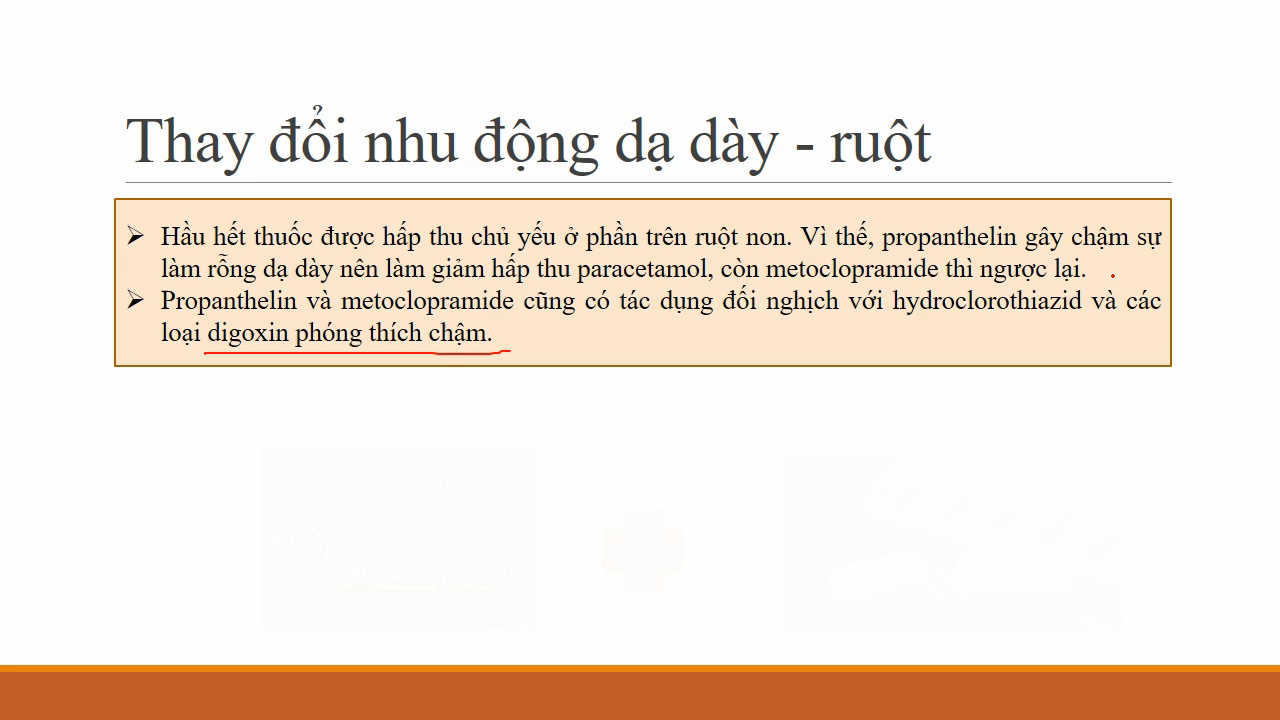 Thay đổi nhu động dạ dày - ruột
Hầu hết thuốc được hấp thu chủ yếu ở phần trên ruột non. Vì thế, propanthelin gây chậm sự
làm rỗng dạ dày nên làm giảm hấp thu paracetamol, còn metoclopramide thì ngược lại.
Propanthelin và metoclopramide cũng có tác dụng đối nghịch với hydroclorothiazid và các
loại digoxin phóng thích chậm.